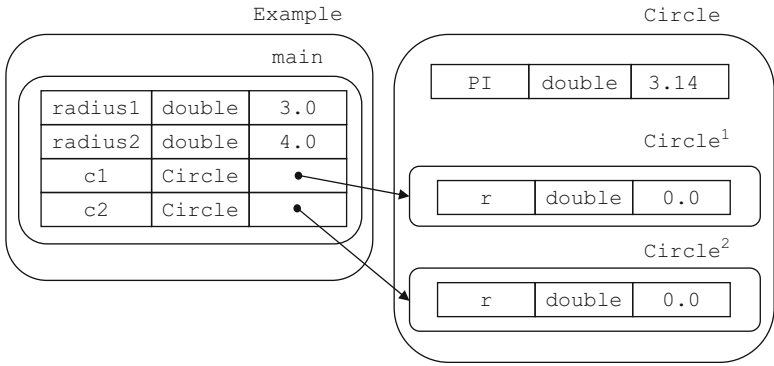 Example
main
radius1 double 3.0
radius2 double 4.0
c1 Circle
c2 Circle
Circle
PI double 3.14
Circle¹
r double 0.0
Circle²
r double 0.0